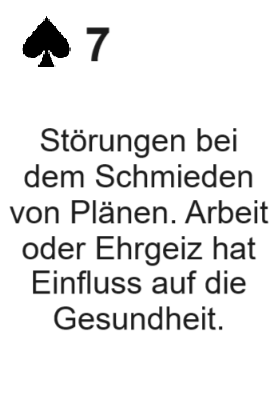 ♠ 7
Störungen bei
dem Schmieden
von Plänen. Arbeit
oder Ehrgeiz hat
Einfluss auf die
Gesundheit.